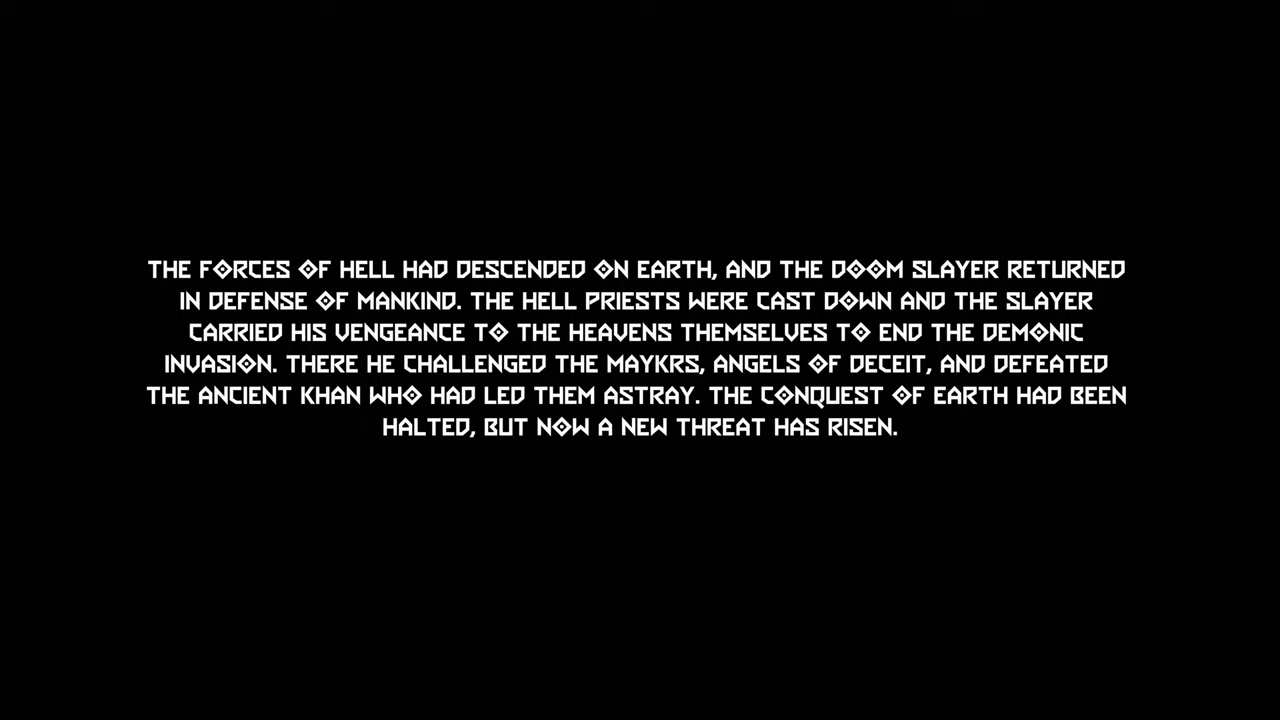 THE FORCES OF HELL HAD DESCENDED ON EARTH, AND THE DOOM SLAYER RETURNED
IN DEFENSE OF MANKIND. THE HELL PRIESTS WERE CAST DOWN AND THE SLAYER
CARRIED HIS VENGEANCE TO THE HEAVENS THEMSELVES TO END THE DEMONIC
INVASION. THERE HE CHALLENGED THE MAYKRS, ANGELS OF DECEIT, AND DEFEATED
THE ANCIENT KHAN WHO HAD LED THEM ASTRAY. THE CONQUEST OF EARTH HAD BEEN
HALTED, BUT NOW A NEW THREAT HAS RISEN.